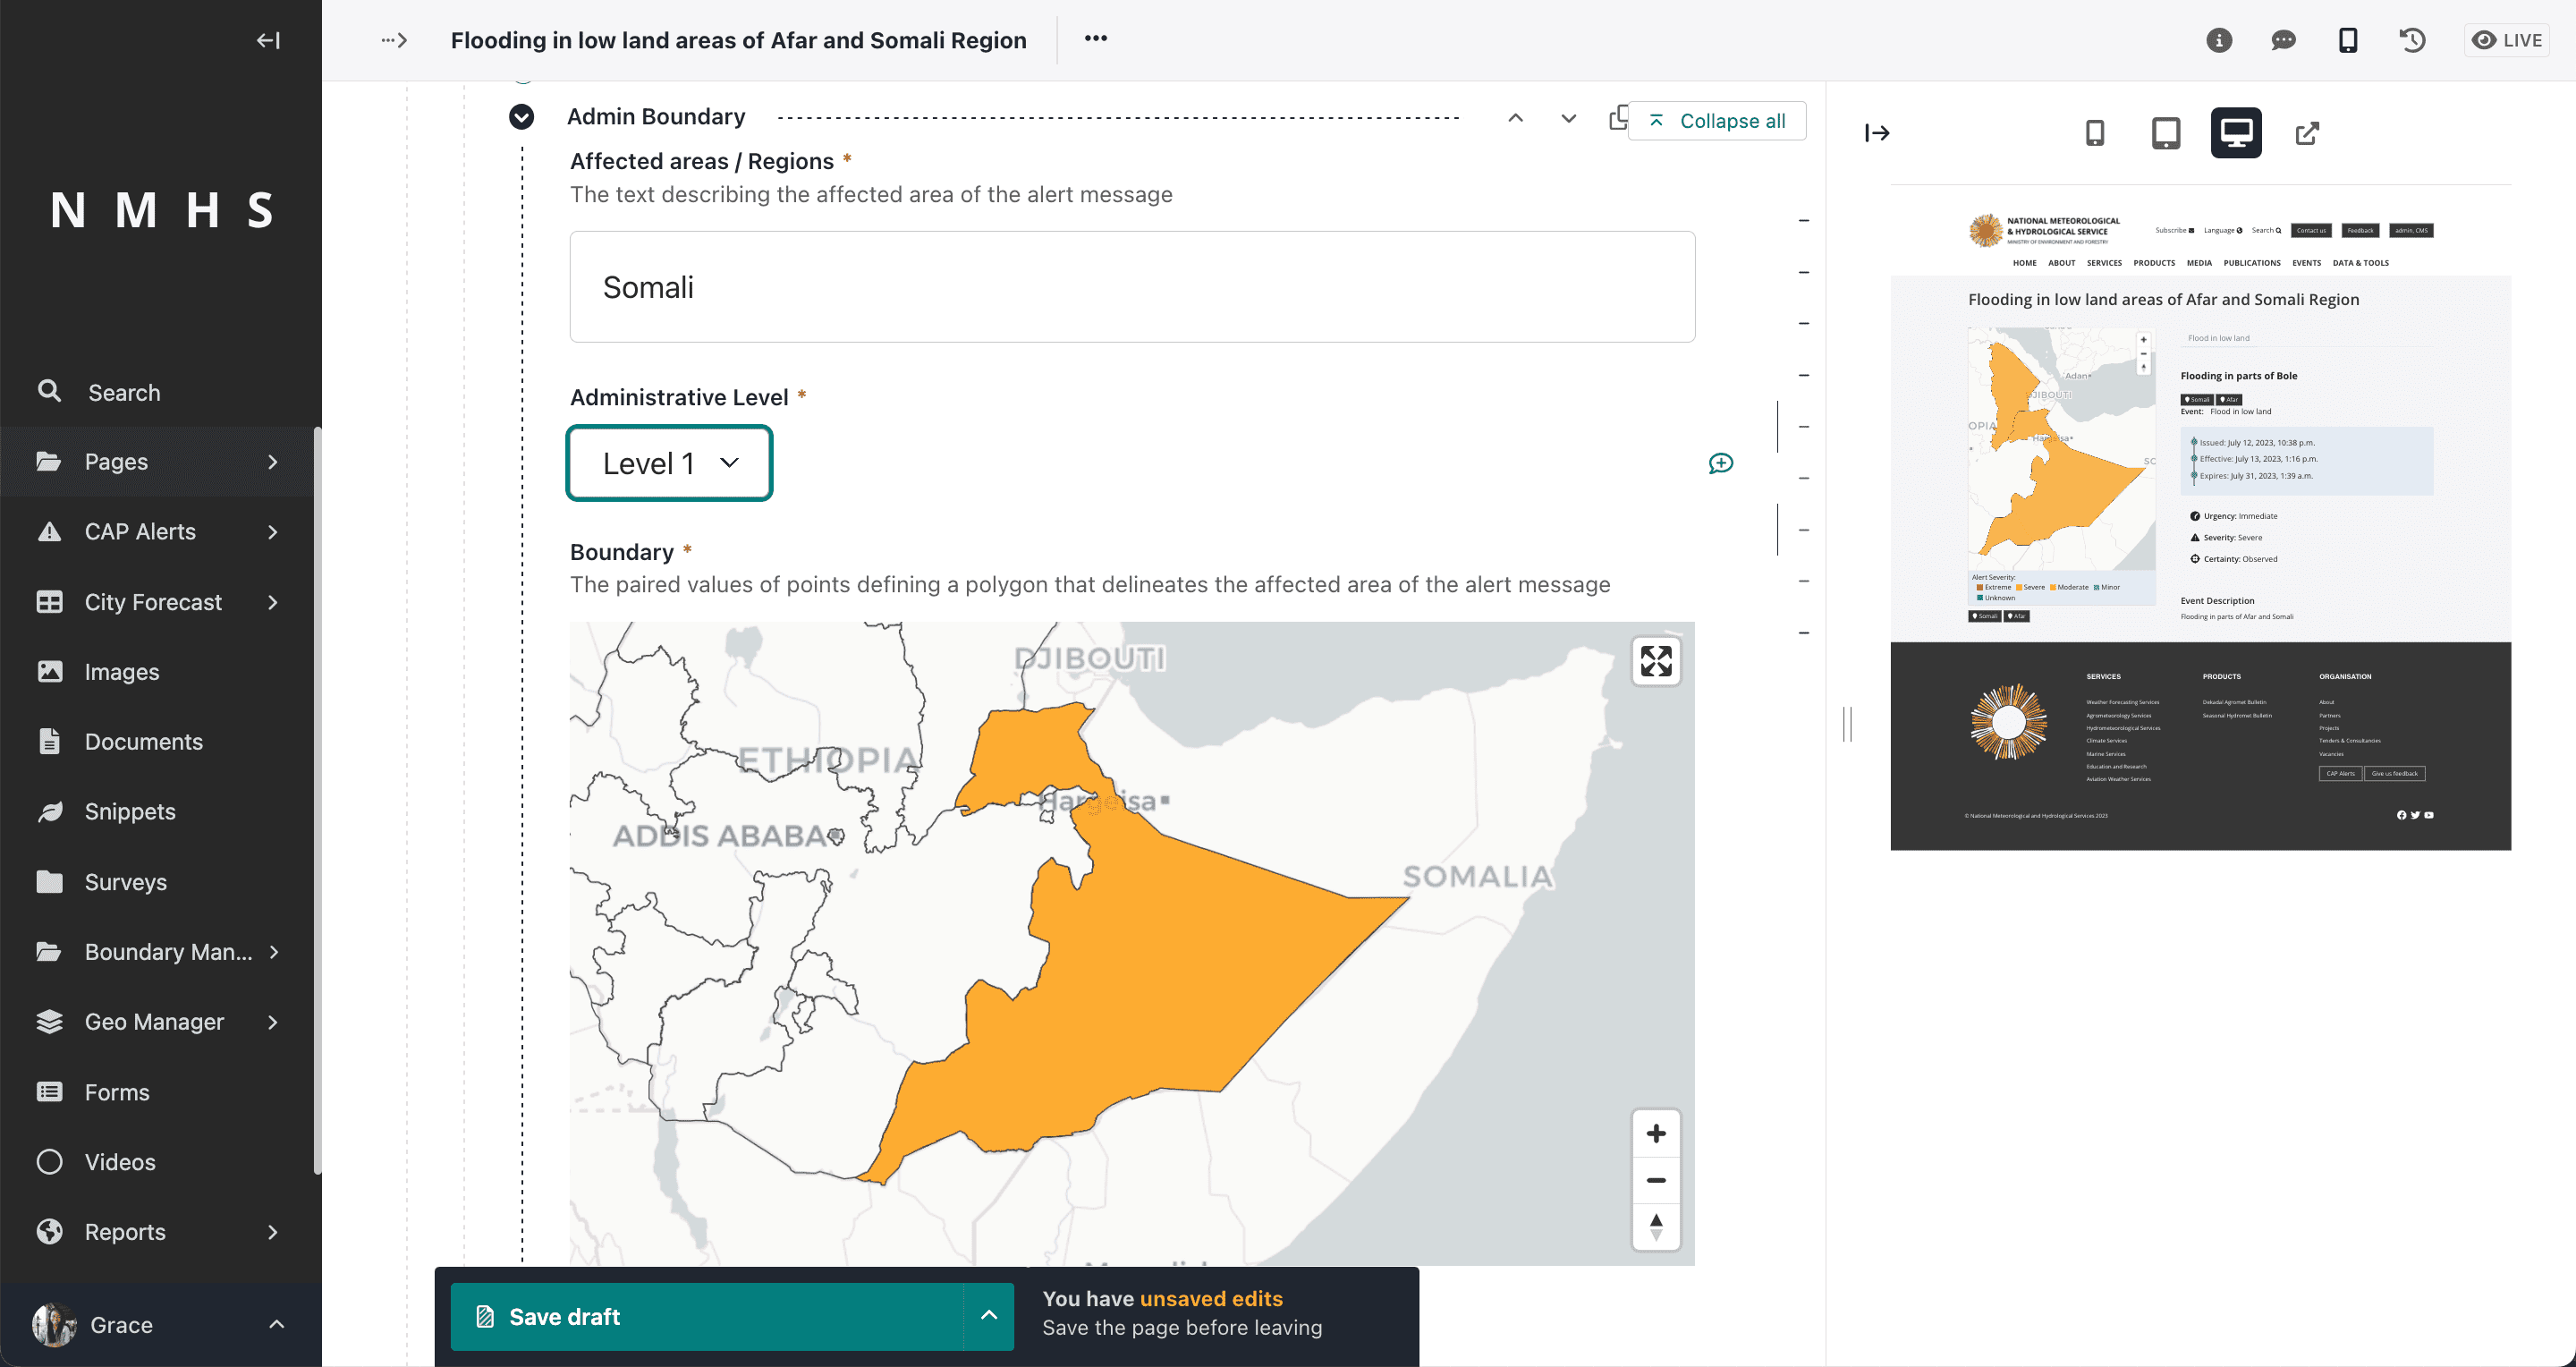 Flooding in low land areas of Afar and Somali Region
LIVE
NMHS
Search
Pages
CAP Alerts
City Forecast
Images
Documents
Snippets
Surveys
Boundary Man...
Geo Manager
Forms
Videos
Reports
Grace
Admin Boundary
Collapse all
Affected areas / Regions *
The text describing the affected area of the alert message
Somali
Administrative Level *
Level 1
Boundary *
The paired values of points defining a polygon that delineates the affected area of the alert message
DJIBOUTI
ETHIOPIA
Hargeisa
ADDIS ABABA
SOMALIA
Save draft
You have unsaved edits
Save the page before leaving
NATIONAL METEOROLOGICAL
& HYDROLOGICAL SERVICE
MINISTRY OF ENVIRONMENT AND FORESTRY
Subscribe Language Search Contact us Feedback admin, CMS
HOME ABOUT SERVICES PRODUCTS MEDIA PUBLICATIONS EVENTS DATA & TOOLS
Flooding in low land areas of Afar and Somali Region
Adan
DJIBOUTI
OPIA
Hargeisa
SO
Alert Severity:
Extreme Severe Moderate Minor
Unknown
Somali Afar
Flood in low land
Flooding in parts of Bole
Somali Afar
Event: Flood in low land
Issued: July 12, 2023, 10:38 p.m.
Effective: July 13, 2023, 1:16 p.m.
Expires: July 31, 2023, 1:39 a.m.
Urgency: Immediate
Severity: Severe
Certainty: Observed
Event Description
Flooding in parts of Afar and Somali
SERVICES
Weather Forecasting Services
Agrometeorology Services
Hydrometeorological Services
Climate Services
Marine Services
Education and Research
Aviation Weather Services
PRODUCTS
Dekadal Agromet Bulletin
Seasonal Hydromet Bulletin
ORGANISATION
About
Partners
Projects
Tenders & Consultancies
Vacancies
CAP Alerts
Give us feedback
© National Meteorological and Hydrological Services 2023